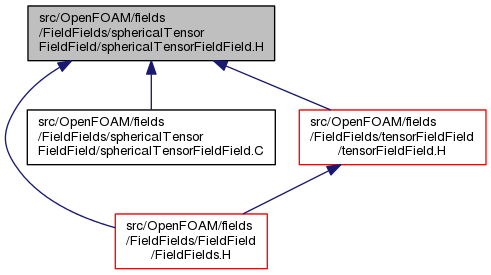 src/OpenFOAM/fields
/FieldFields/sphericalTensor
FieldField/sphericalTensorFieldField.H
src/OpenFOAM/fields
/FieldFields/sphericalTensor
FieldField/sphericalTensorFieldField.C
src/OpenFOAM/fields
/FieldFields/tensorFieldField
/tensorFieldField.H
src/OpenFOAM/fields
/FieldFields/FieldField
/FieldFields.H